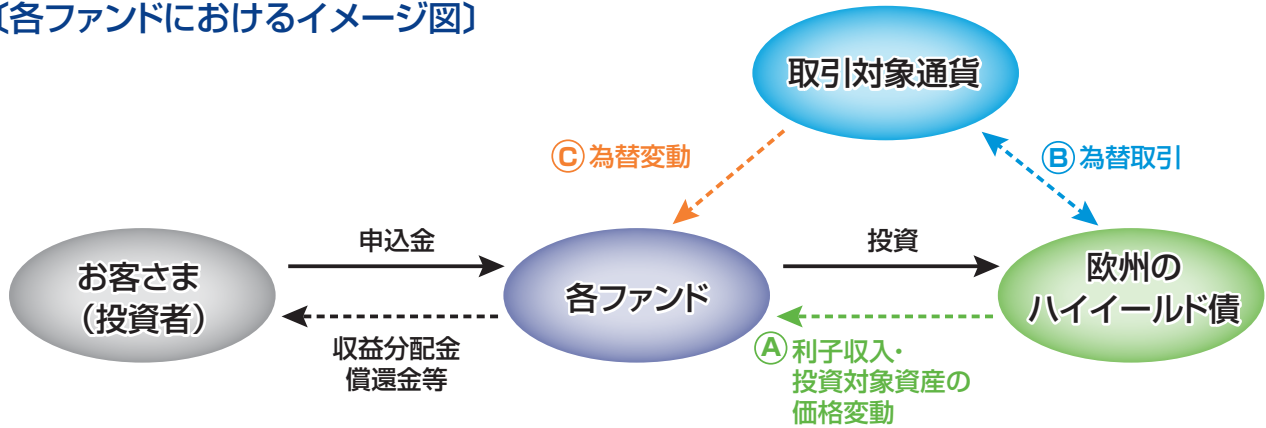 〔各ファンドにおけるイメージ図〕
取引対象通貨
Ⓒ為替変動
Ⓑ為替取引
申込金
投資
お客さま
（投資者）
各ファンド
欧州の
ハイイールド債
収益分配金
償還金等
Ⓐ利子収入・
投資対象資産の
価格変動